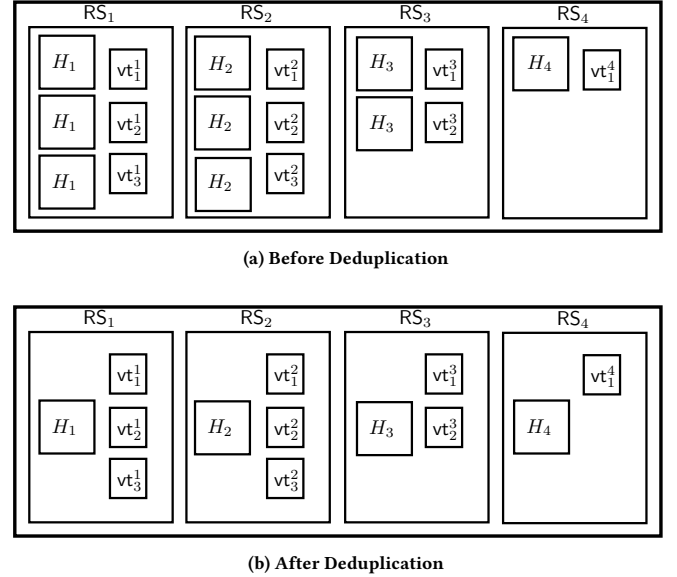 RS₁ RS₂ RS₃ RS₄
H₁ vt₁¹ H₂ vt₁² H₃ vt₁³ H₄ vt₁⁴
H₁ vt₂¹ H₂ vt₂² H₃ vt₂³
H₁ vt₃¹ H₂ vt₃²
(a) Before Deduplication
RS₁ RS₂ RS₃ RS₄
vt₁¹ vt₁² vt₁³ vt₁⁴
H₁ vt₂¹ H₂ vt₂² H₃ vt₂³ H₄
vt₃¹ vt₃²
(b) After Deduplication